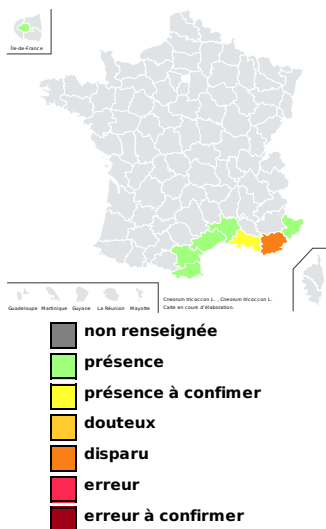 Île-de-France
Guadeloupe Martinique Guyane La Réunion Mayotte
Cneorum tricoccon L. , Cneorum tricoccon L.
Carte en cours d'élaboration.
non renseignée
présence
présence à confimer
douteux
disparu
erreur
erreur à confirmer